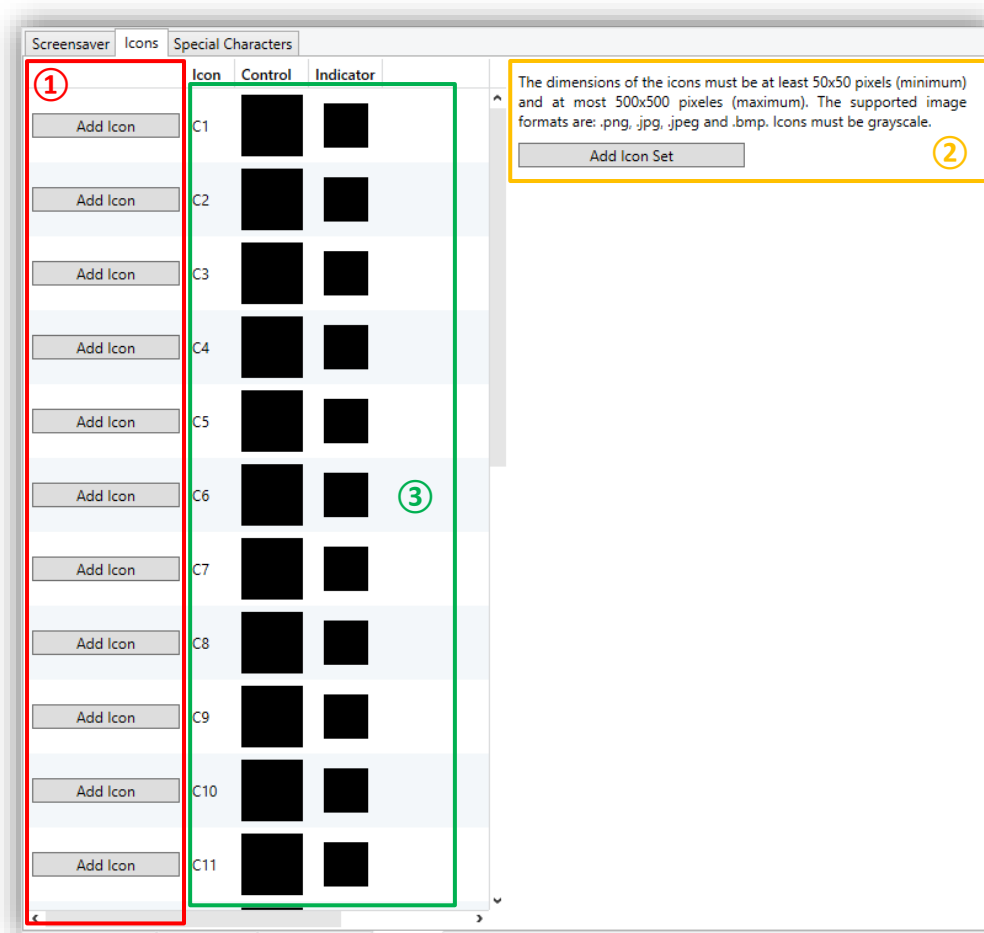 Screensaver Icons Special Characters
Icon Control Indicator
①
Add Icon C1
Add Icon C2
Add Icon C3
Add Icon C4
Add Icon C5
Add Icon C6
③
Add Icon C7
Add Icon C8
Add Icon C9
Add Icon C10
Add Icon C11
The dimensions of the icons must be at least 50x50 pixels (minimum)
and at most 500x500 pixeles (maximum). The supported image
formats are: .png, .jpg, .jpeg and .bmp. Icons must be grayscale.
Add Icon Set
②